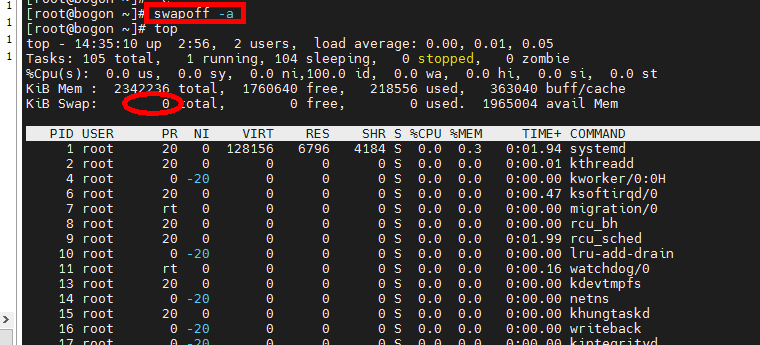 [root@bogon ~]# swapoff -a
[root@bogon ~]# top
top - 14:35:10 up  2:56,  2 users,  load average: 0.00, 0.01, 0.05
Tasks: 105 total,   1 running, 104 sleeping,   0 stopped,   0 zombie
%Cpu(s):  0.0 us,  0.0 sy,  0.0 ni,100.0 id,  0.0 wa,  0.0 hi,  0.0 si,  0.0 st
KiB Mem :  2342236 total,  1760640 free,   218556 used,   363040 buff/cache
KiB Swap:        0 total,        0 free,        0 used.  1965004 avail Mem
PID USER      PR  NI    VIRT    RES    SHR S %CPU %MEM     TIME+ COMMAND
1 root      20   0  128156   6796   4184 S  0.0  0.3   0:01.94 systemd
2 root      20   0       0      0      0 S  0.0  0.0   0:00.01 kthreadd
4 root       0 -20       0      0      0 S  0.0  0.0   0:00.00 kworker/0:0H
6 root      20   0       0      0      0 S  0.0  0.0   0:00.47 ksoftirqd/0
7 root      rt   0       0      0      0 S  0.0  0.0   0:00.00 migration/0
8 root      20   0       0      0      0 S  0.0  0.0   0:00.00 rcu_bh
9 root      20   0       0      0      0 S  0.0  0.0   0:01.99 rcu_sched
10 root       0 -20       0      0      0 S  0.0  0.0   0:00.00 lru-add-drain
11 root      rt   0       0      0      0 S  0.0  0.0   0:00.16 watchdog/0
13 root      20   0       0      0      0 S  0.0  0.0   0:00.00 kdevtmpfs
14 root       0 -20       0      0      0 S  0.0  0.0   0:00.00 netns
15 root      20   0       0      0      0 S  0.0  0.0   0:00.00 khungtaskd
16 root       0 -20       0      0      0 S  0.0  0.0   0:00.00 writeback
17 root       0 -20       0      0      0 S  0.0  0.0   0:00.00 kintegrityd
1
1
1
1